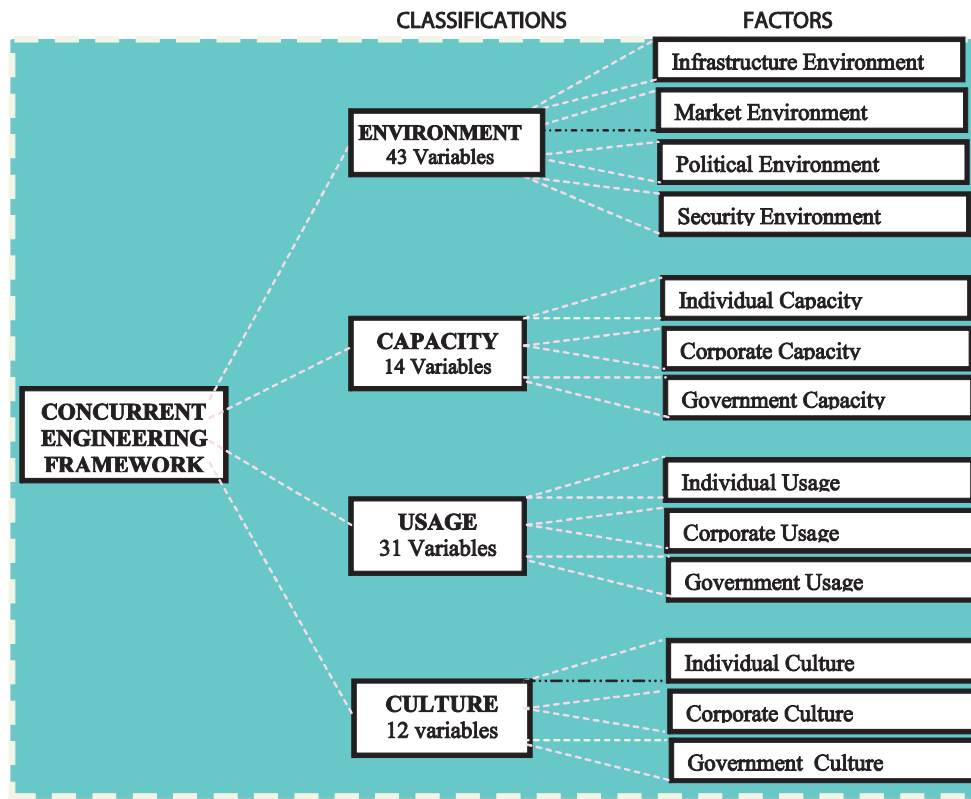 CLASSIFICATIONS
FACTORS
CONCURRENT
ENGINEERING
FRAMEWORK
ENVIRONMENT
43 Variables
Infrastructure Environment
Market Environment
Political Environment
Security Environment
CAPACITY
14 Variables
Individual Capacity
Corporate Capacity
Government Capacity
USAGE
31 Variables
Individual Usage
Corporate Usage
Government Usage
CULTURE
12 variables
Individual Culture
Corporate Culture
Government Culture